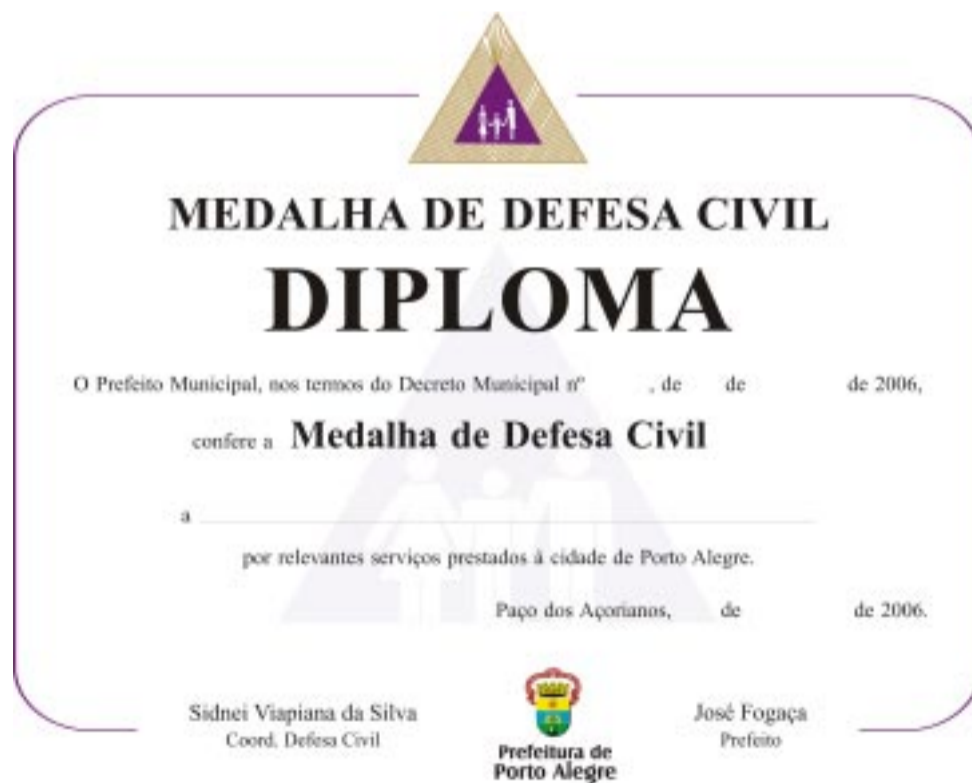 MEDALHA DE DEFESA CIVIL
DIPLOMA
O Prefeito Municipal, nos termos do Decreto Municipal nº , de de de 2006,
confere a Medalha de Defesa Civil
a
por relevantes serviços prestados à cidade de Porto Alegre.
Paço dos Açorianos, de de 2006.
Sidnei Viapiana da Silva
Coord. Defesa Civil
Prefeitura de
Porto Alegre
José Fogaça
Prefeito